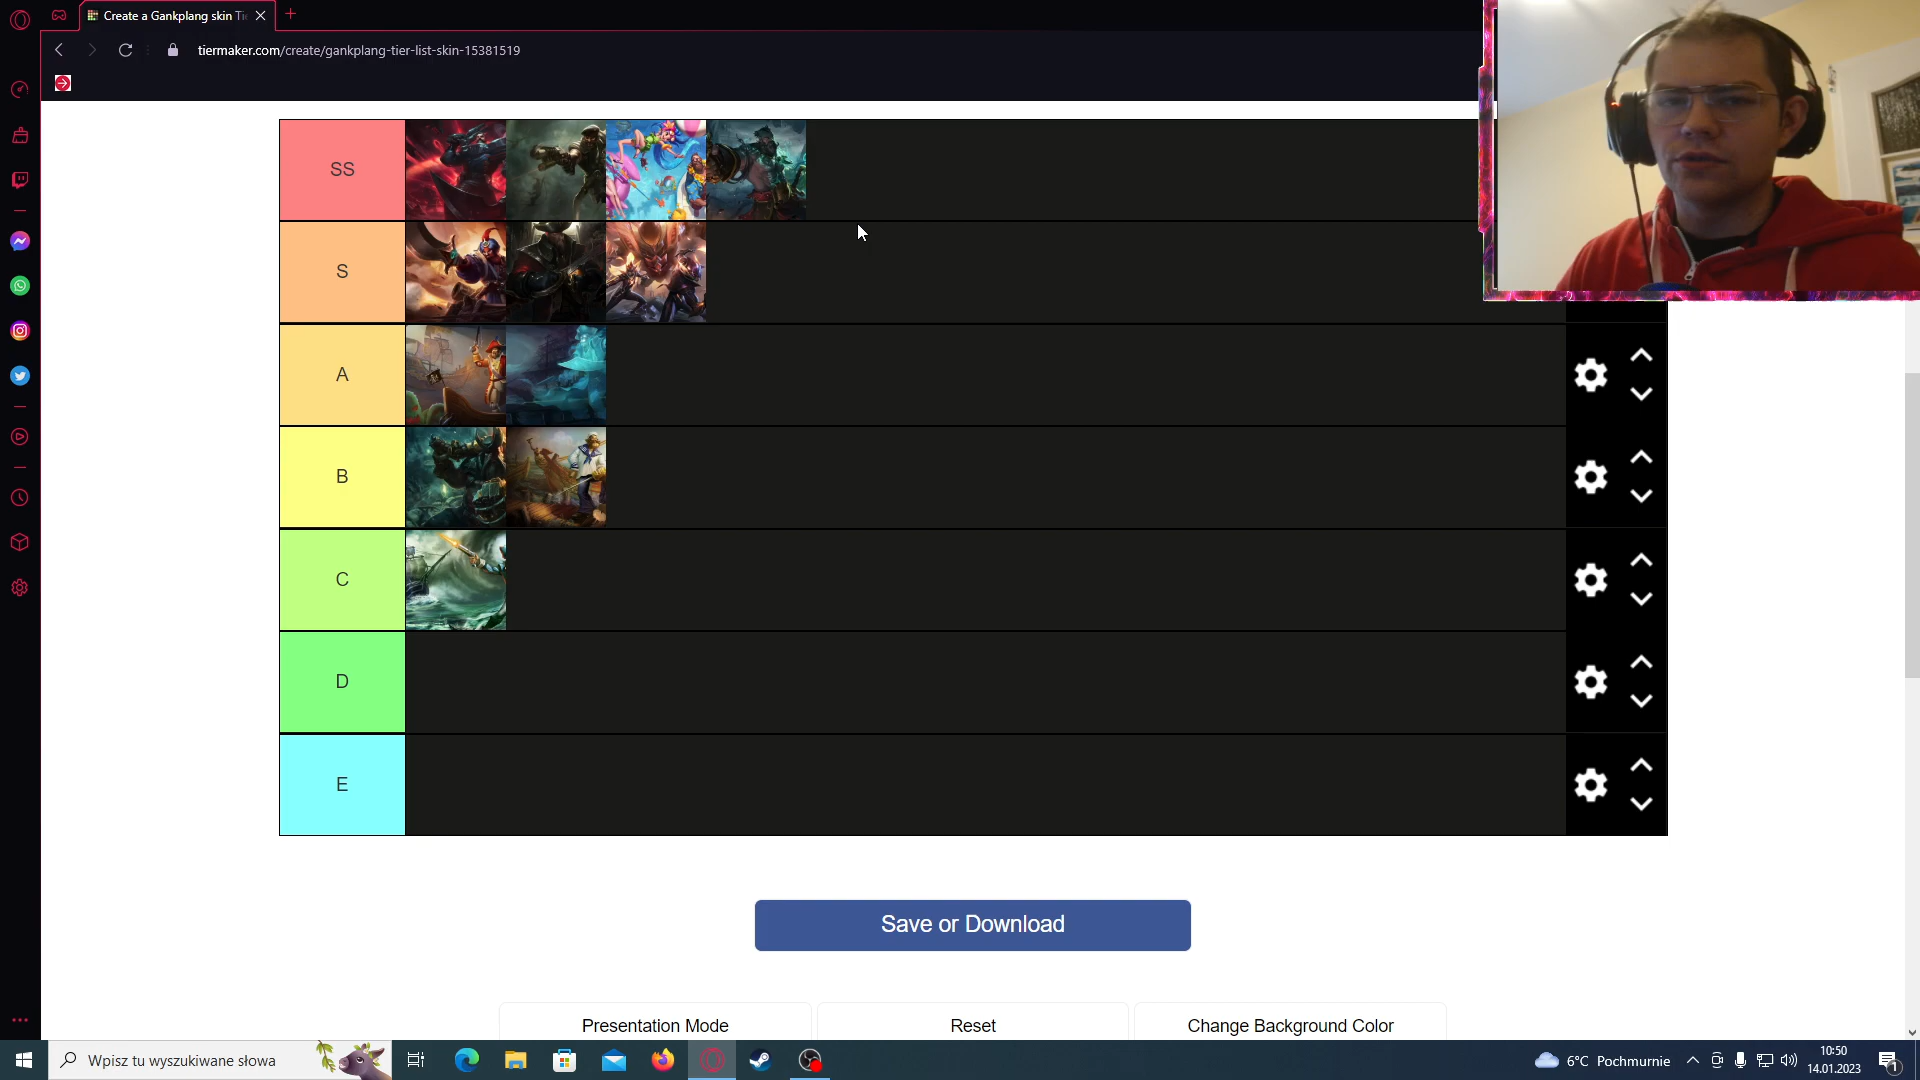 Create a Gankplang skin Ti
tiermaker.com/create/gankplang-tier-list-skin-15381519
SS
S
A
B
C
D
E
Save or Download
Presentation Mode
Reset
Change Background Color
Wpisz tu wyszukiwane słowa
6°C Pochmurnie
10:50
14.01.2023
1